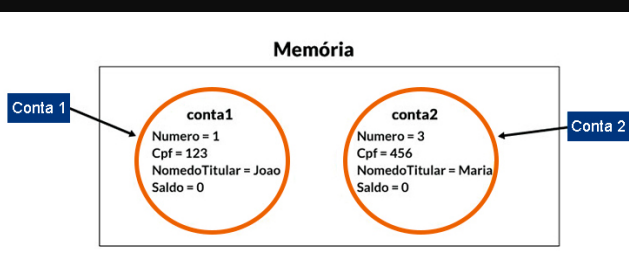 Memória
Conta 1
conta1
Numero = 1
Cpf = 123
NomedoTitular = Joao
Saldo = 0
conta2
Numero = 3
Cpf = 456
NomedoTitular = Maria
Saldo = 0
Conta 2